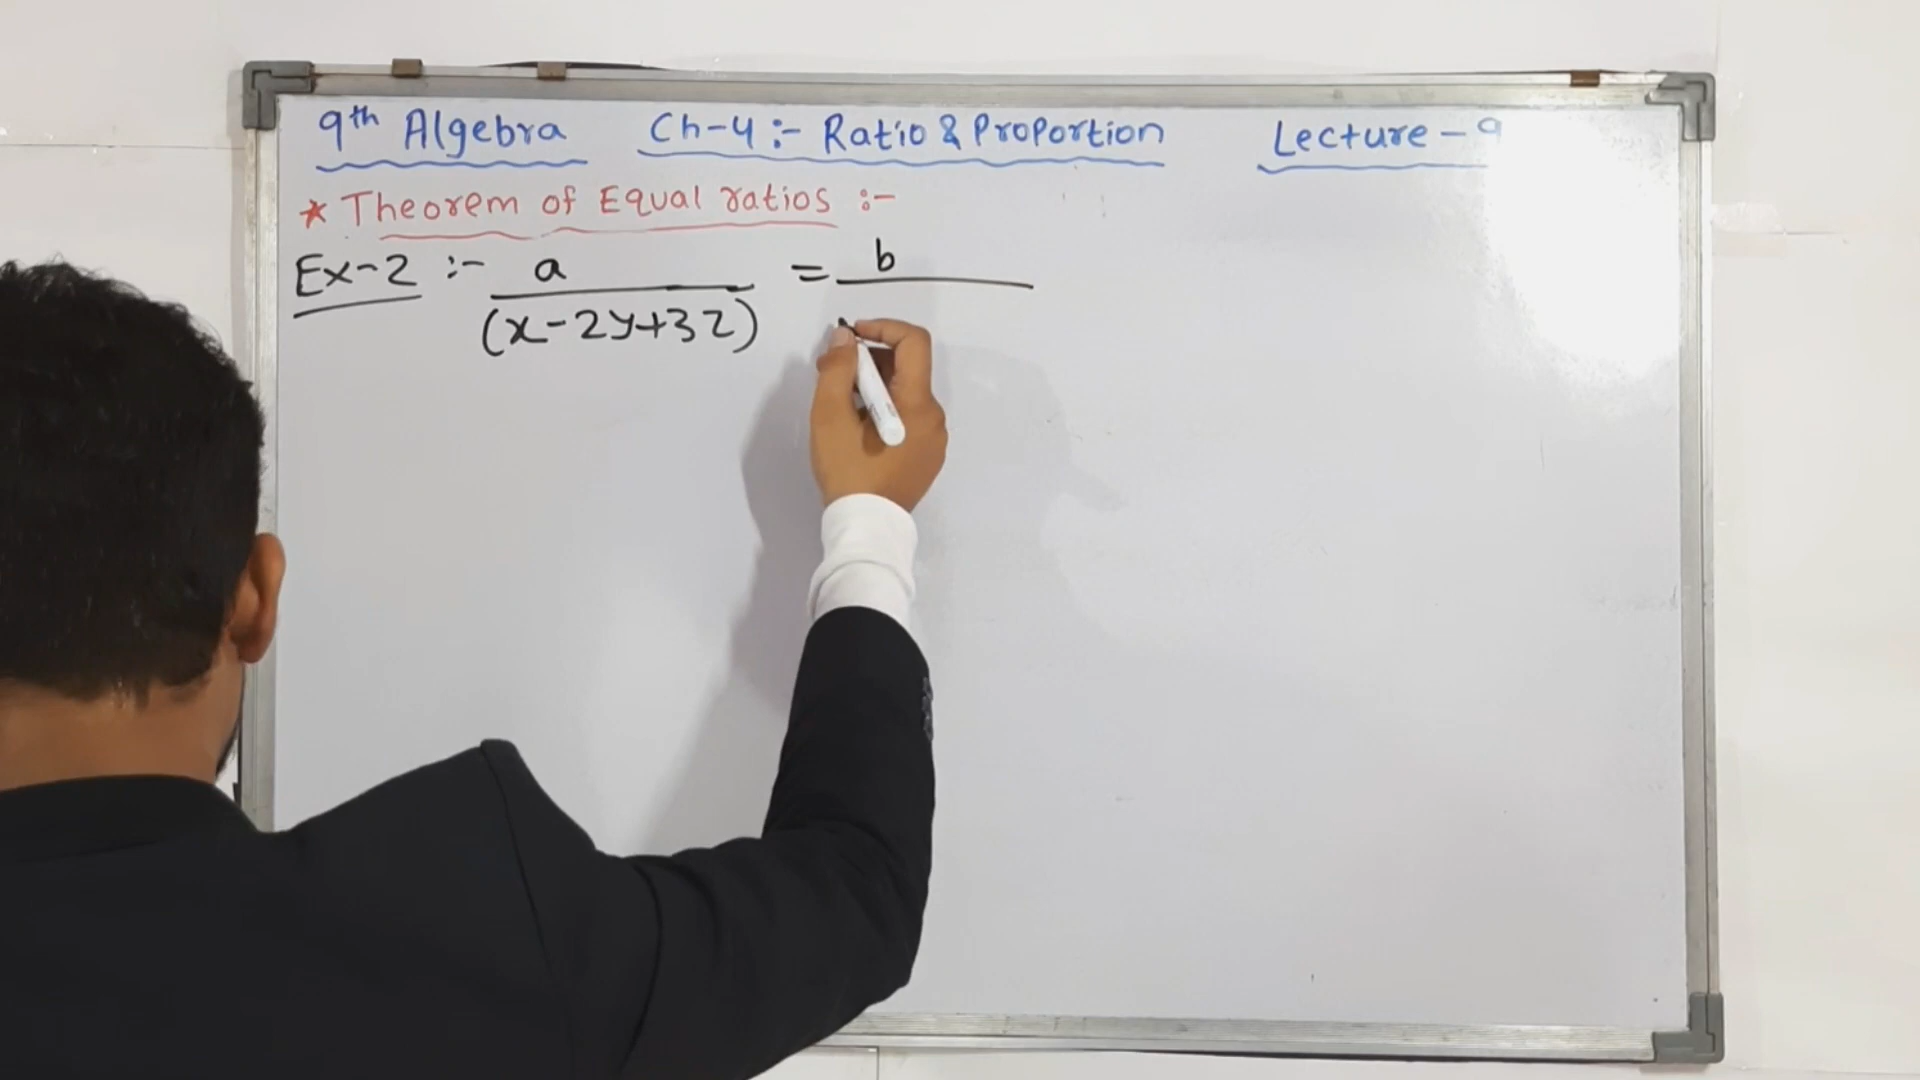 9th Algebra Ch-4 :- Ratio & Proportion Lecture - 9
* Theorem of Equal ratios :-
Ex-2 :- a/(x-2y+3z) = b/